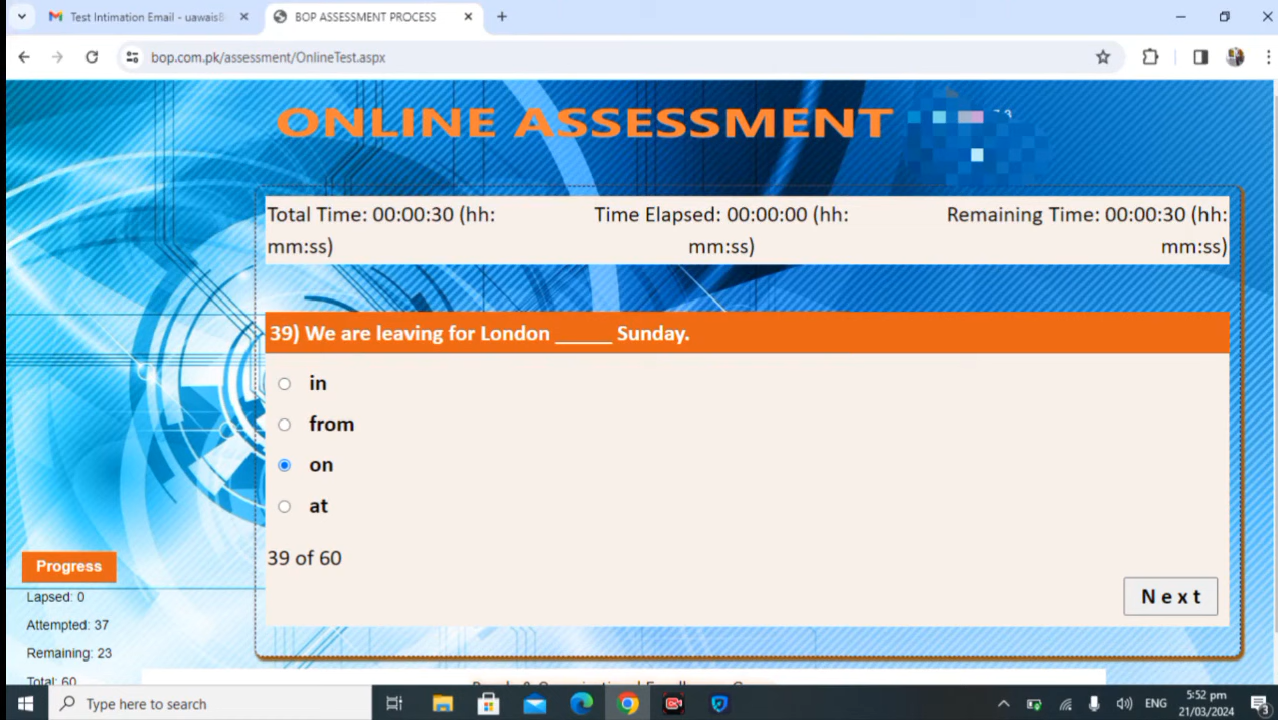 Test Intimation Email - uawais8
BOP ASSESSMENT PROCESS
bop.com.pk/assessment/OnlineTest.aspx
ONLINE ASSESSMENT
Total Time: 00:00:30 (hh:
mm:ss)
Time Elapsed: 00:00:00 (hh:
mm:ss)
Remaining Time: 00:00:30 (hh:
mm:ss)
39) We are leaving for London _____ Sunday.
in
from
on
at
39 of 60
Next
Progress
Lapsed: 0
Attempted: 37
Remaining: 23
Total: 60
Type here to search
ENG
5:52 pm
21/03/2024
3